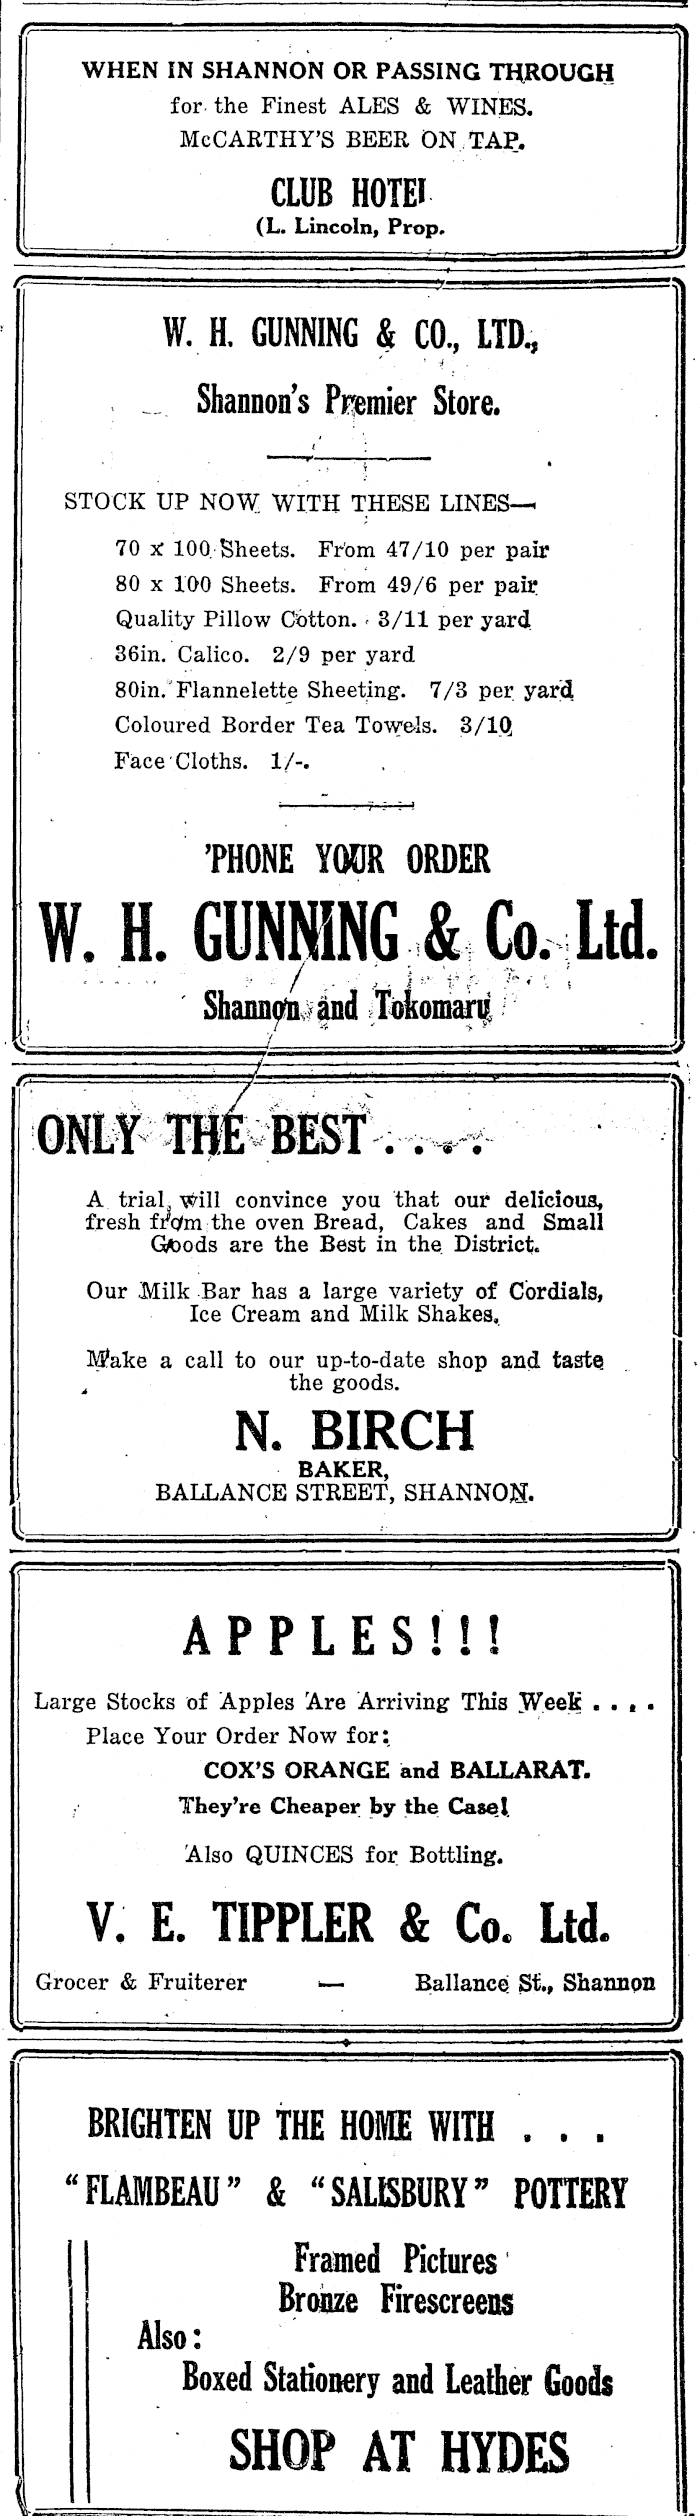 WHEN IN SHANNON OR PASSING THROUGH
for the Finest ALES & WINES.
McCARTHY'S BEER ON TAP.
CLUB HOTEL
(L. Lincoln, Prop.
W. H. GUNNING & CO., LTD.,
Shannon's Premier Store.
STOCK UP NOW WITH THESE LINES—
70 x 100 Sheets. From 47/10 per pair
80 x 100 Sheets. From 49/6 per pair
Quality Pillow Cotton. 3/11 per yard
36in. Calico. 2/9 per yard
80in. Flannelette Sheeting. 7/3 per yard
Coloured Border Tea Towels. 3/10
Face Cloths. 1/-.
'PHONE YOUR ORDER
W. H. GUNNING & Co. Ltd.
Shannon and Tokomaru
ONLY THE BEST . . . .
A trial will convince you that our delicious,
fresh from the oven Bread, Cakes and Small
Goods are the Best in the District.
Our Milk Bar has a large variety of Cordials,
Ice Cream and Milk Shakes.
Make a call to our up-to-date shop and taste
the goods.
N. BIRCH
BAKER,
BALLANCE STREET, SHANNON.
APPLES!!!
Large Stocks of Apples Are Arriving This Week . . . .
Place Your Order Now for:
COX'S ORANGE and BALLARAT.
They're Cheaper by the Case!
Also QUINCES for Bottling.
V. E. TIPPLER & Co. Ltd.
Grocer & Fruiterer — Ballance St., Shannon
BRIGHTEN UP THE HOME WITH . . .
"FLAMBEAU" & "SALISBURY" POTTERY
Framed Pictures
Bronze Firescreens
Also:
Boxed Stationery and Leather Goods
SHOP AT HYDES